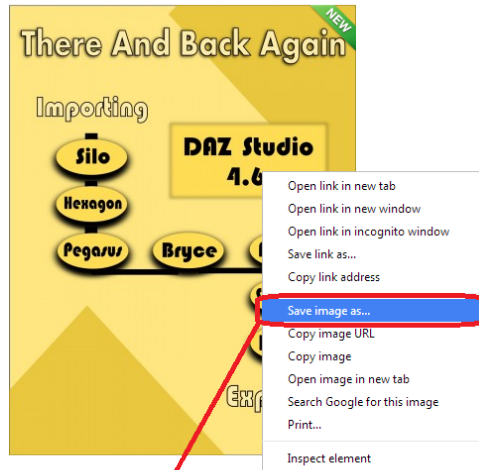 NEW
There And Back Again
Importing
Silo
DAZ Studio
4.6
Hexagon
Pegasus
Bryce
Open link in new tab
Open link in new window
Open link in incognito window
Save link as...
Copy link address
Save image as...
Copy image URL
Copy image
Open image in new tab
Search Google for this image
Print...
Inspect element